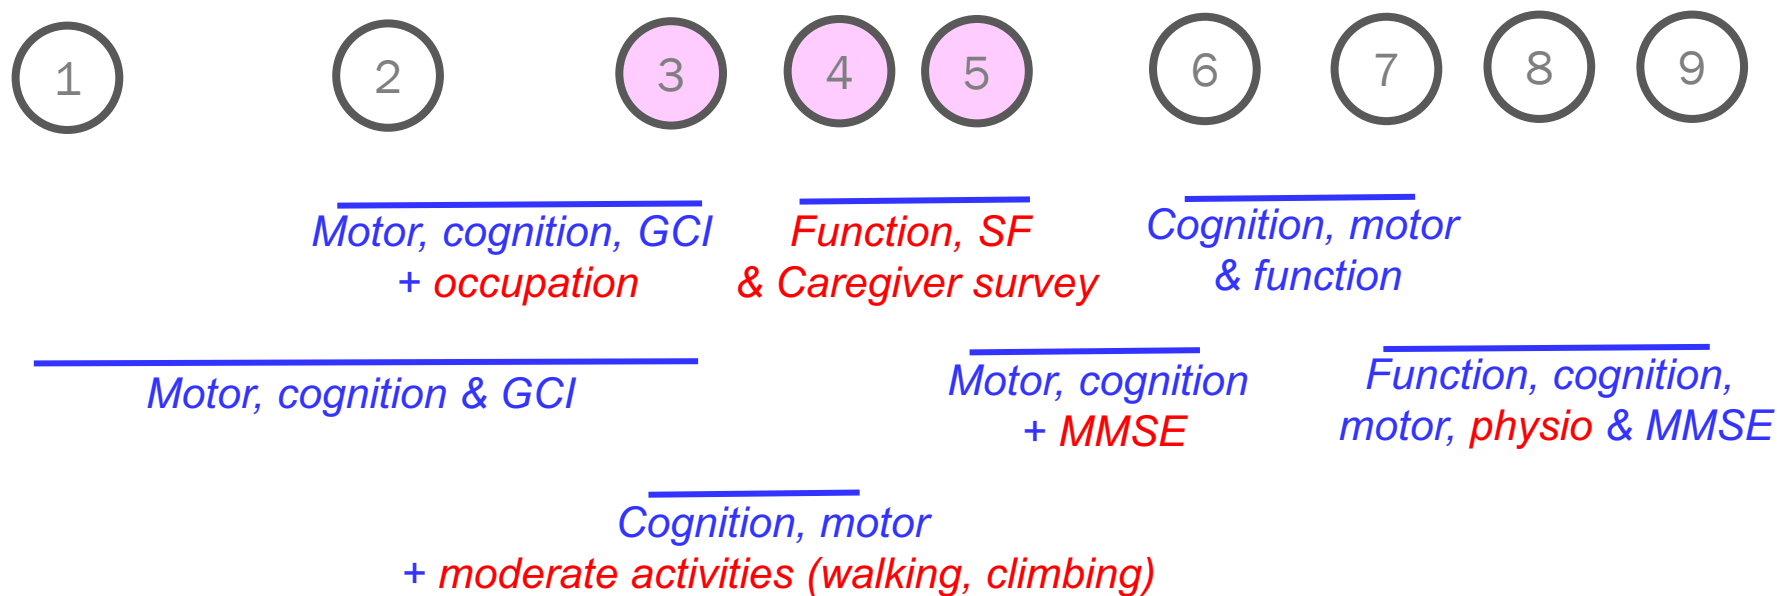 1 2 3 4 5 6 7 8 9
Motor, cognition, GCI
+ occupation
Function, SF
& Caregiver survey
Cognition, motor
& function
Motor, cognition & GCI
Motor, cognition
+ MMSE
Function, cognition,
motor, physio & MMSE
Cognition, motor
+ moderate activities (walking, climbing)